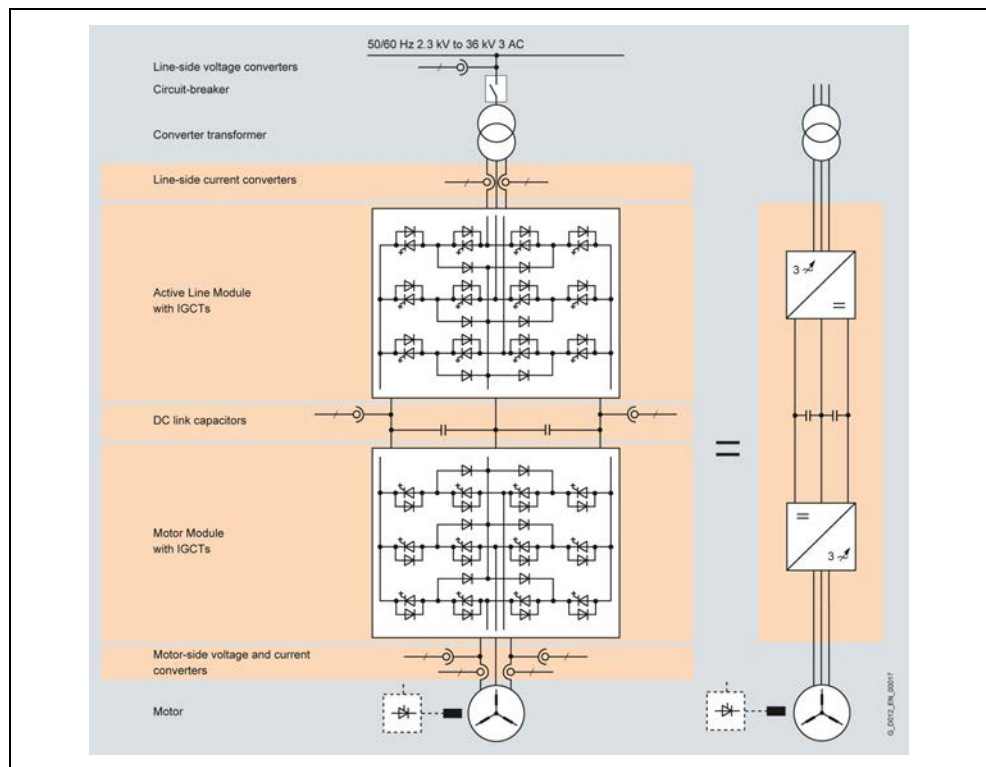 50/60 Hz 2.3 kV to 36 kV 3 AC
Line-side voltage converters
Circuit-breaker
Converter transformer
Line-side current converters
Active Line Module
with IGCTs
DC link capacitors
Motor Module
with IGCTs
Motor-side voltage and current
converters
Motor
3
3
G_D012_EN_00017